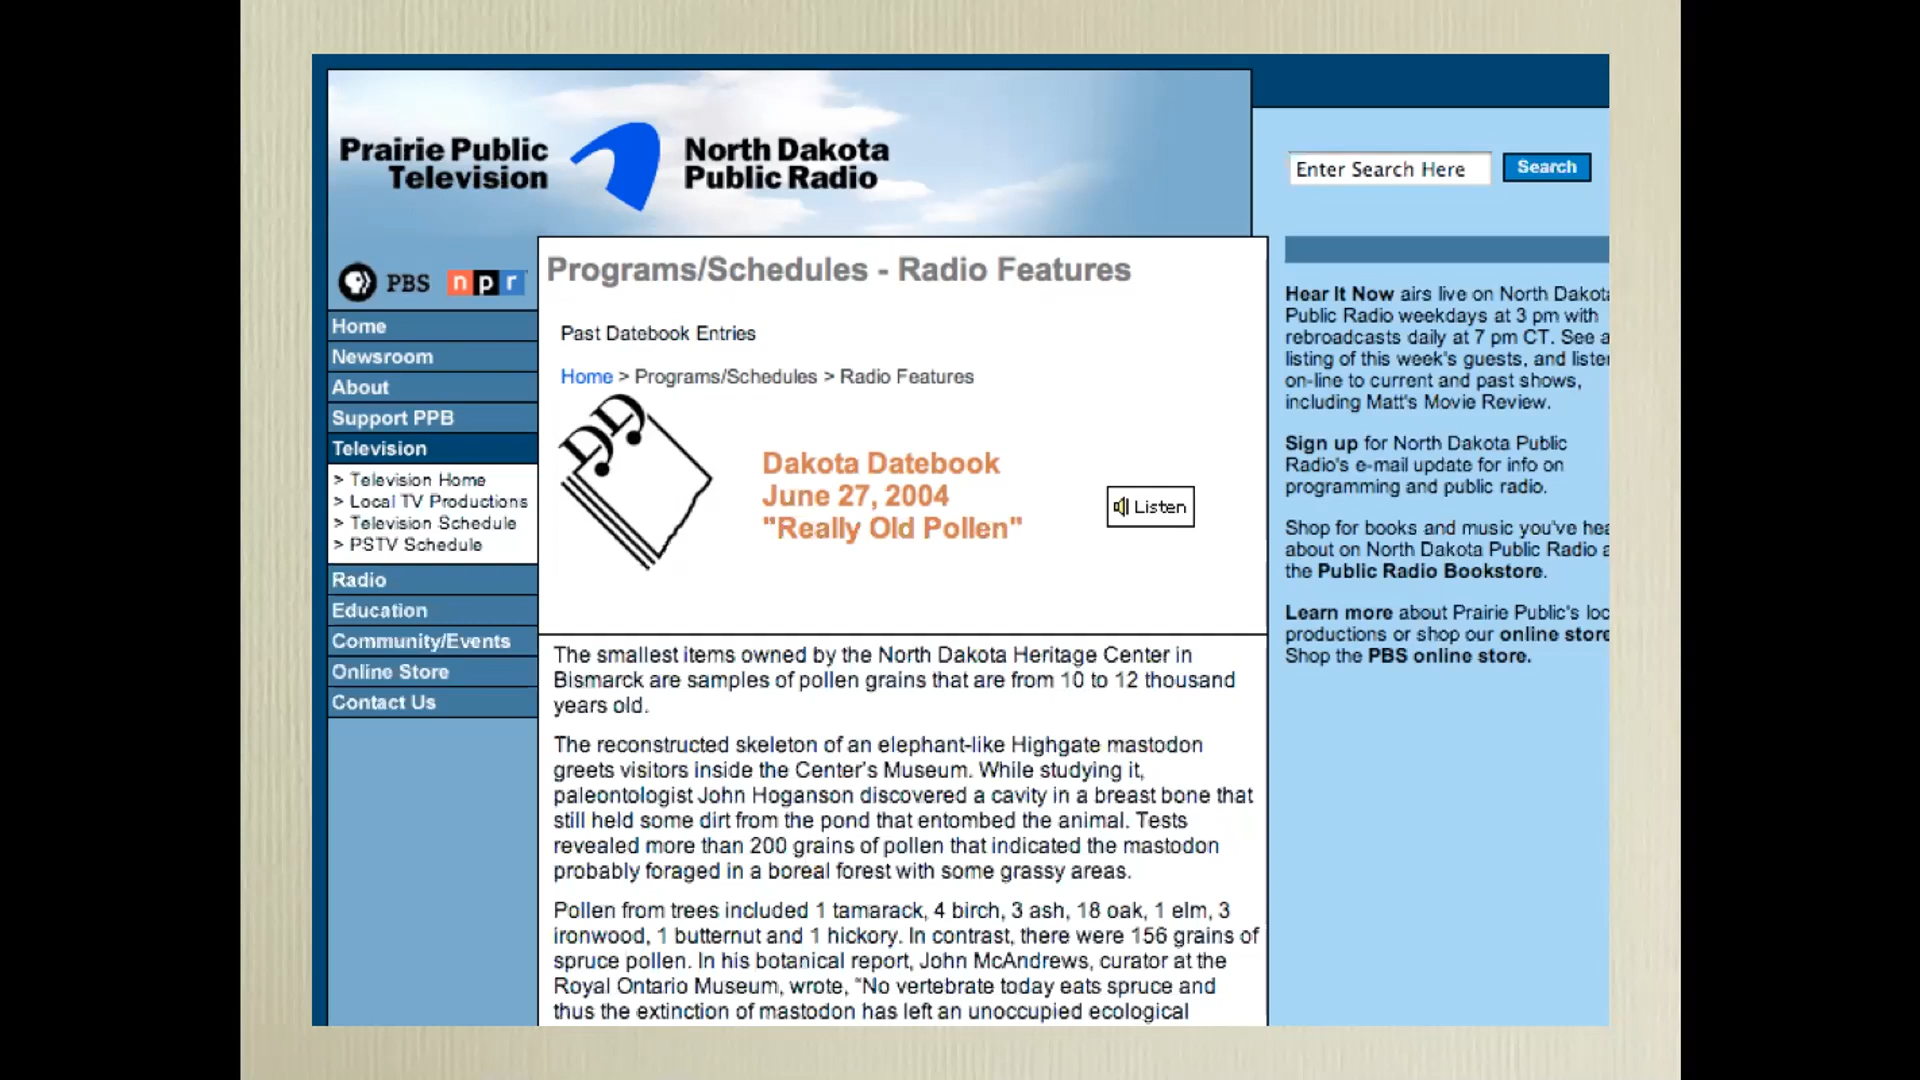 Prairie Public
Television
North Dakota
Public Radio
Enter Search Here
Search
PBS
n p r
Programs/Schedules - Radio Features
Home
Newsroom
About
Support PPB
Television
> Television Home
> Local TV Productions
> Television Schedule
> PSTV Schedule
Radio
Education
Community/Events
Online Store
Contact Us
Past Datebook Entries
Home > Programs/Schedules > Radio Features
DD
Dakota Datebook
June 27, 2004
"Really Old Pollen"
Listen
The smallest items owned by the North Dakota Heritage Center in
Bismarck are samples of pollen grains that are from 10 to 12 thousand
years old.
The reconstructed skeleton of an elephant-like Highgate mastodon
greets visitors inside the Center's Museum. While studying it,
paleontologist John Hoganson discovered a cavity in a breast bone that
still held some dirt from the pond that entombed the animal. Tests
revealed more than 200 grains of pollen that indicated the mastodon
probably foraged in a boreal forest with some grassy areas.
Pollen from trees included 1 tamarack, 4 birch, 3 ash, 18 oak, 1 elm, 3
ironwood, 1 butternut and 1 hickory. In contrast, there were 156 grains of
spruce pollen. In his botanical report, John McAndrews, curator at the
Royal Ontario Museum, wrote, "No vertebrate today eats spruce and
thus the extinction of mastodon has left an unoccupied ecological
Hear It Now airs live on North Dakota
Public Radio weekdays at 3 pm with
rebroadcasts daily at 7 pm CT. See a
listing of this week's guests, and listen
on-line to current and past shows,
including Matt's Movie Review.
Sign up for North Dakota Public
Radio's e-mail update for info on
programming and public radio.
Shop for books and music you've hea
about on North Dakota Public Radio a
the Public Radio Bookstore.
Learn more about Prairie Public's loc
productions or shop our online store
Shop the PBS online store.